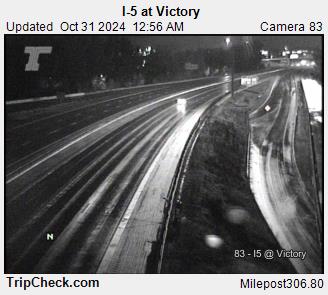 I-5 at Victory
Updated Oct 31 2024 12:56 AM Camera 83
T
N
83 - I5 @ Victory
TripCheck.com Milepost306.80